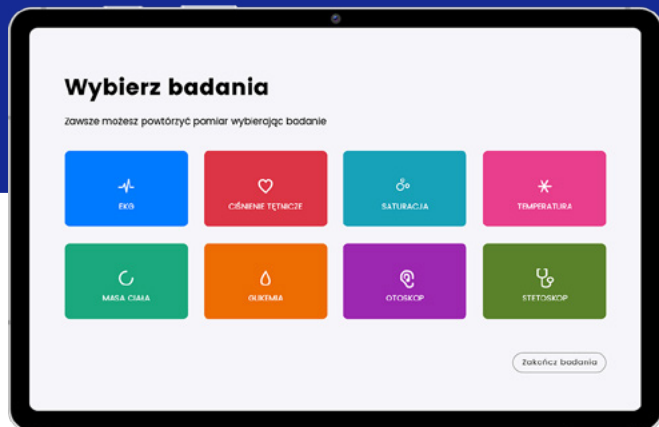 Wybierz badania
Zawsze możesz powtórzyć pomiar wybierając badanie
EKG
CIŚNIENIE TĘTNICZE
SATURACJA
TEMPERATURA
MASA CIAŁA
GLIKEMIA
OTOSKOP
STETOSKOP
Zakończ badania